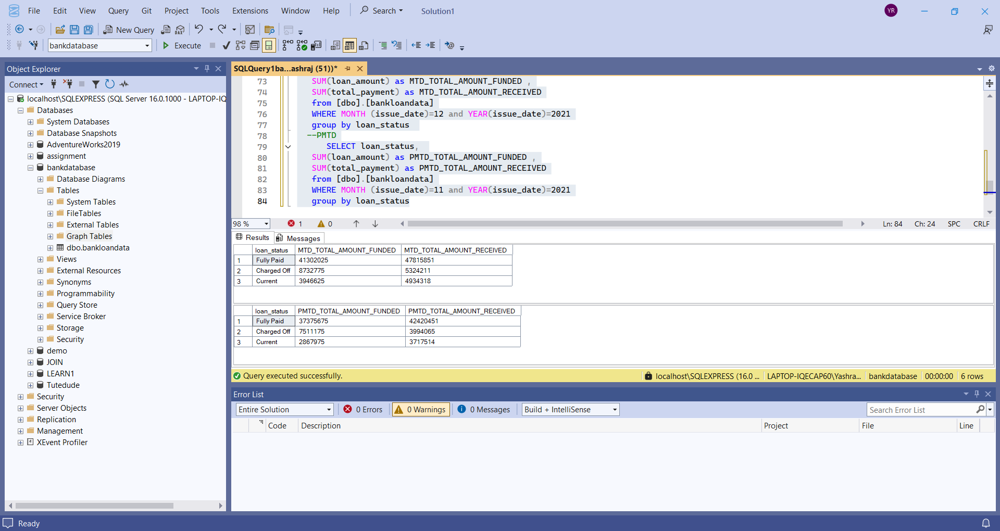 File Edit View Query Git Project Tools Extensions Window Help Search Solution1 YR
New Query DAX
bankdatabase Execute
Object Explorer
Connect
localhost\SQLEXPRESS (SQL Server 16.0.1000 - LAPTOP-IQE
Databases
System Databases
Database Snapshots
AdventureWorks2019
assignment
bankdatabase
Database Diagrams
Tables
System Tables
FileTables
External Tables
Graph Tables
dbo.bankloandata
Views
External Resources
Synonyms
Programmability
Query Store
Service Broker
Storage
Security
demo
JOIN
LEARN1
Tutedude
Security
Server Objects
Replication
Management
XEvent Profiler
SQLQuery1ba...ashraj (51))*
73 SUM(loan_amount) as MTD_TOTAL_AMOUNT_FUNDED ,
74 SUM(total_payment) as MTD_TOTAL_AMOUNT_RECEIVED
75 from [dbo].[bankloandata]
76 WHERE MONTH (issue_date)=12 and YEAR(issue_date)=2021
77 group by loan_status
78 --PMTD
79 SELECT loan_status,
80 SUM(loan_amount) as PMTD_TOTAL_AMOUNT_FUNDED ,
81 SUM(total_payment) as PMTD_TOTAL_AMOUNT_RECEIVED
82 from [dbo].[bankloandata]
83 WHERE MONTH (issue_date)=11 and YEAR(issue_date)=2021
84 group by loan_status
98 % 1 0 Ln: 84 Ch: 24 SPC CRLF
Results Messages
loan_status MTD_TOTAL_AMOUNT_FUNDED MTD_TOTAL_AMOUNT_RECEIVED
1 Fully Paid 41302025 47815851
2 Charged Off 8732775 5324211
3 Current 3946625 4934318
loan_status PMTD_TOTAL_AMOUNT_FUNDED PMTD_TOTAL_AMOUNT_RECEIVED
1 Fully Paid 37375675 42420451
2 Charged Off 7511175 3994065
3 Current 2867975 3717514
Query executed successfully. localhost\SQLEXPRESS (16.0 ... LAPTOP-IQECAP60\Yashra... bankdatabase 00:00:00 6 rows
Error List
Entire Solution 0 Errors 0 Warnings 0 Messages Build + IntelliSense Search Error List
Code Description Project File Line
Ready